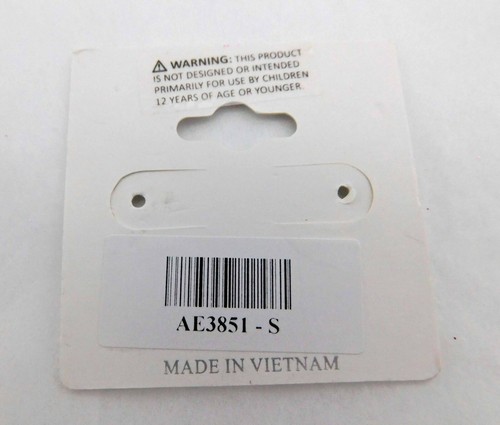 ⚠ WARNING: THIS PRODUCT
IS NOT DESIGNED OR INTENDED
PRIMARILY FOR USE BY CHILDREN
12 YEARS OF AGE OR YOUNGER.
AE3851 - S
MADE IN VIETNAM